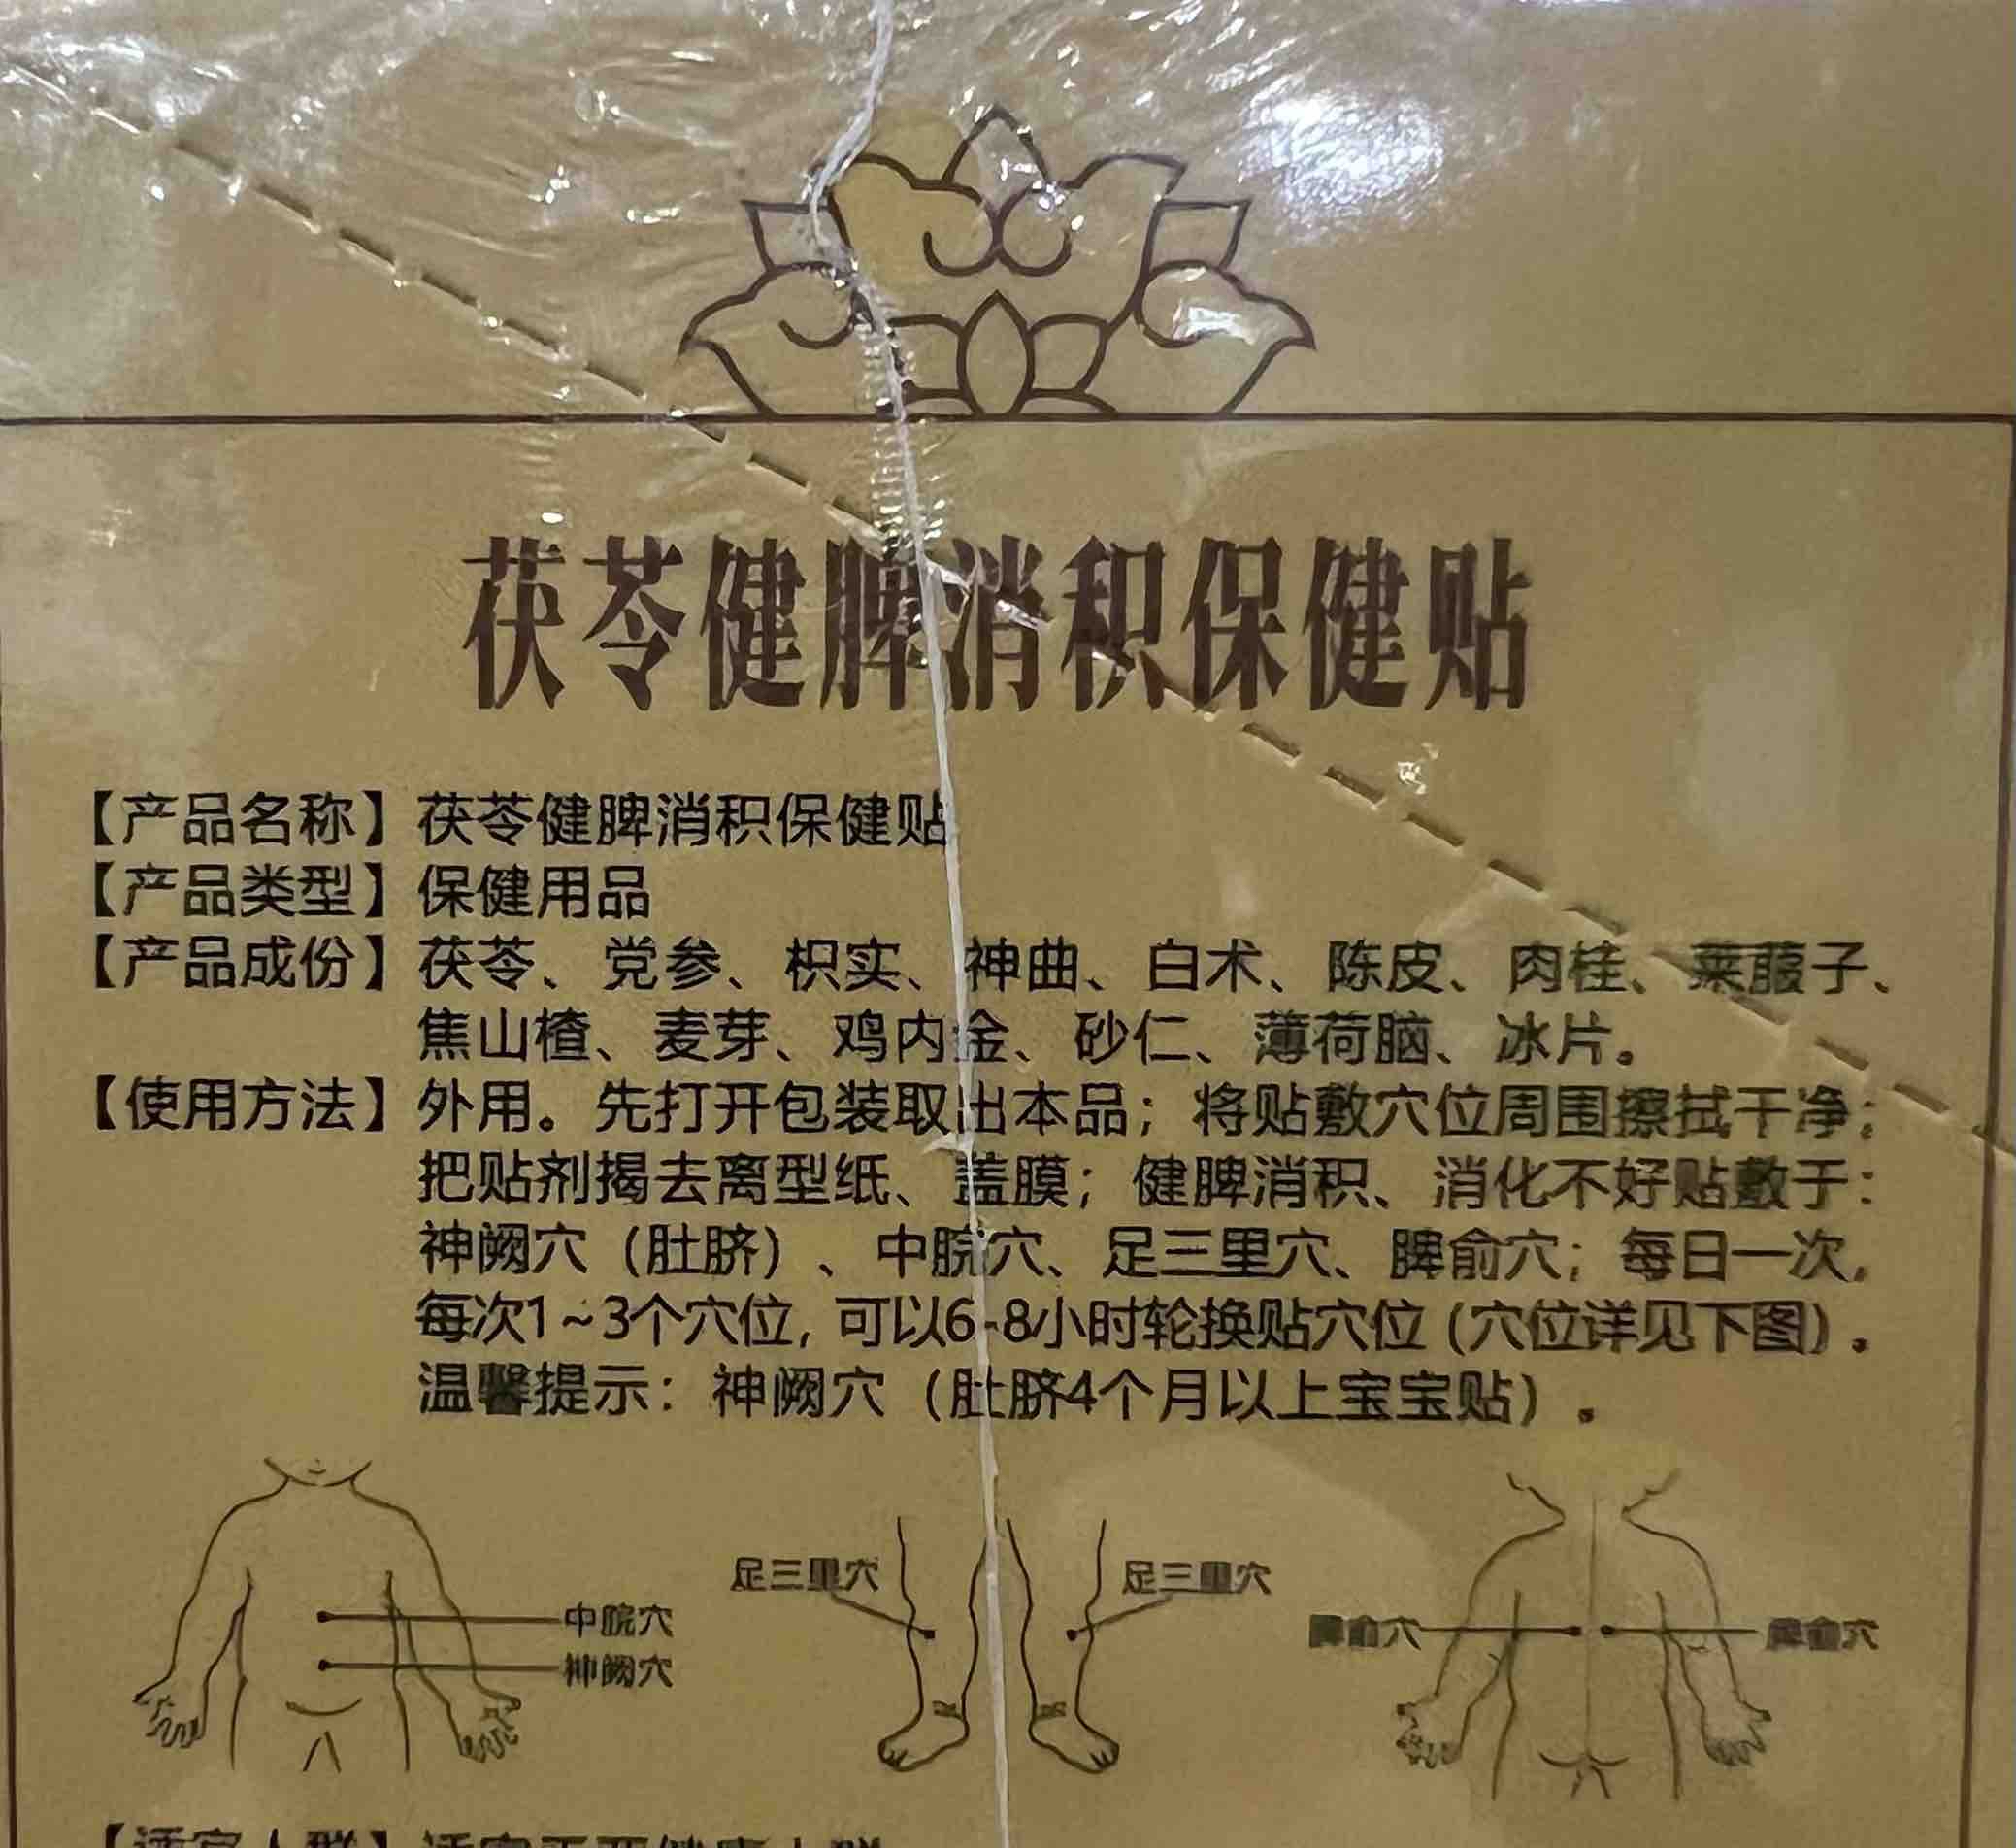 茯苓健脾消积保健贴
【产品名称】茯苓健脾消积保健贴
【产品类型】保健用品
【产品成份】茯苓、党参、枳实、神曲、白术、陈皮、肉桂、莱菔子、
焦山楂、麦芽、鸡内金、砂仁、薄荷脑、冰片。
【使用方法】外用。先打开包装取出本品；将贴敷穴位周围擦拭干净；
把贴剂揭去离型纸、盖膜；健脾消积、消化不好贴敷于：
神阙穴（肚脐）、中脘穴、足三里穴、脾俞穴；每日一次，
每次1~3个穴位, 可以6-8小时轮换贴穴位 (穴位详见下图) 。
温馨提示：神阙穴（肚脐4个月以上宝宝贴）。
中脘穴
神阙穴
足三里穴
足三里穴
脾俞穴
脾俞穴